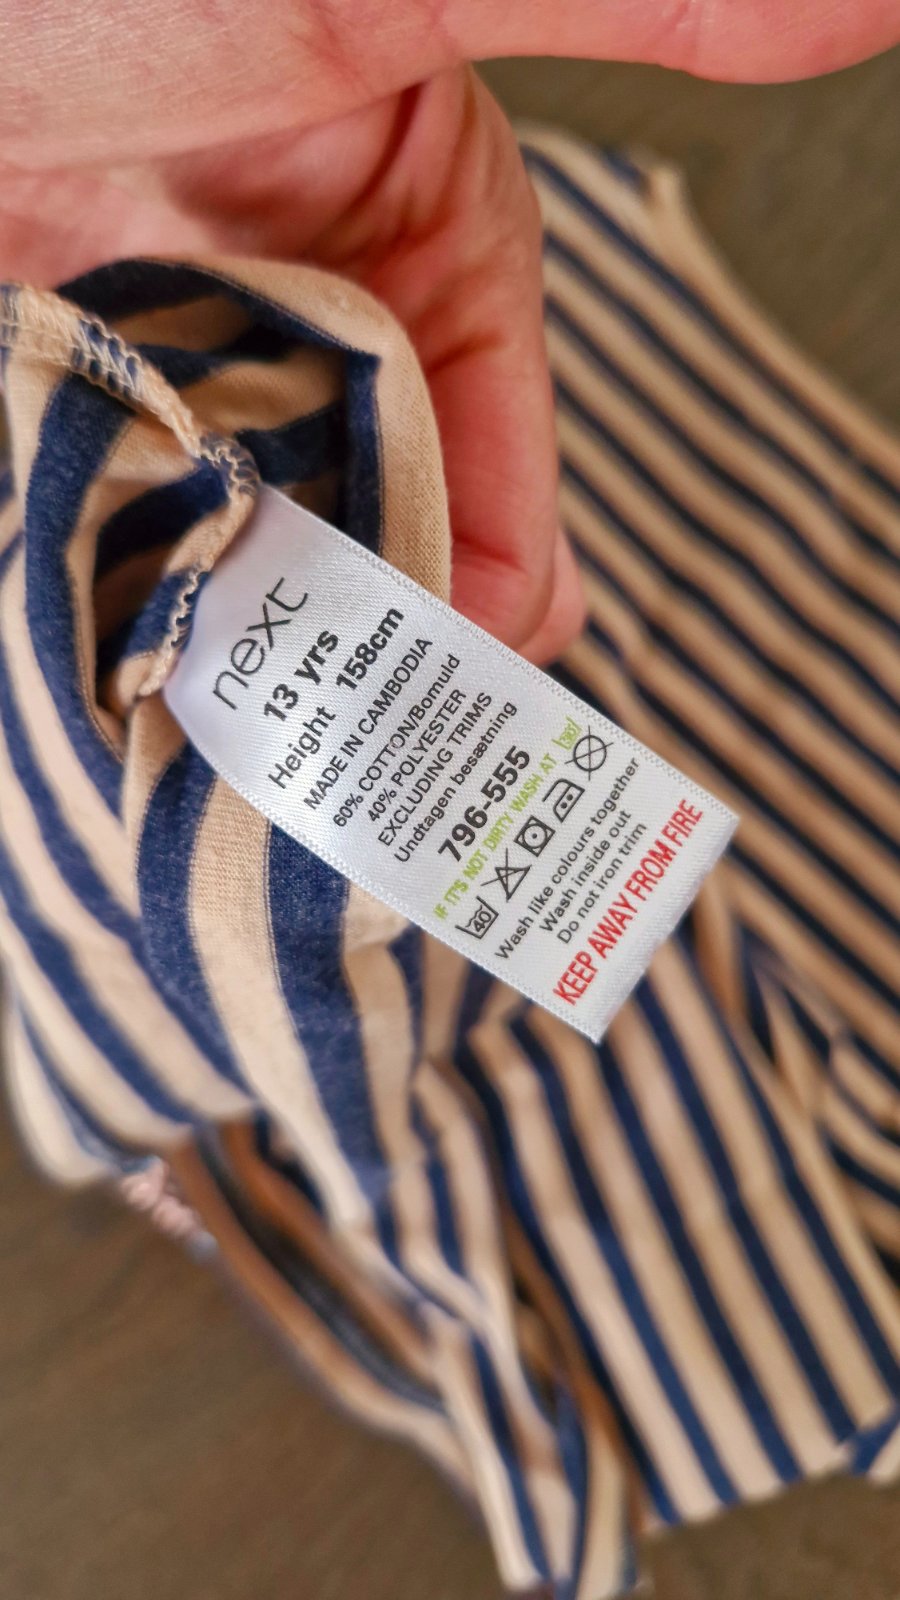 next
13 yrs
Height 158cm
MADE IN CAMBODIA
60% COTTON/Bomuld
40% POLYESTER
EXCLUDING TRIMS
Undtagen besætning
796-555
IF IT'S NOT DIRTY WASH AT 30
40
Wash like colours together
Wash inside out
Do not iron trim
KEEP AWAY FROM FIRE